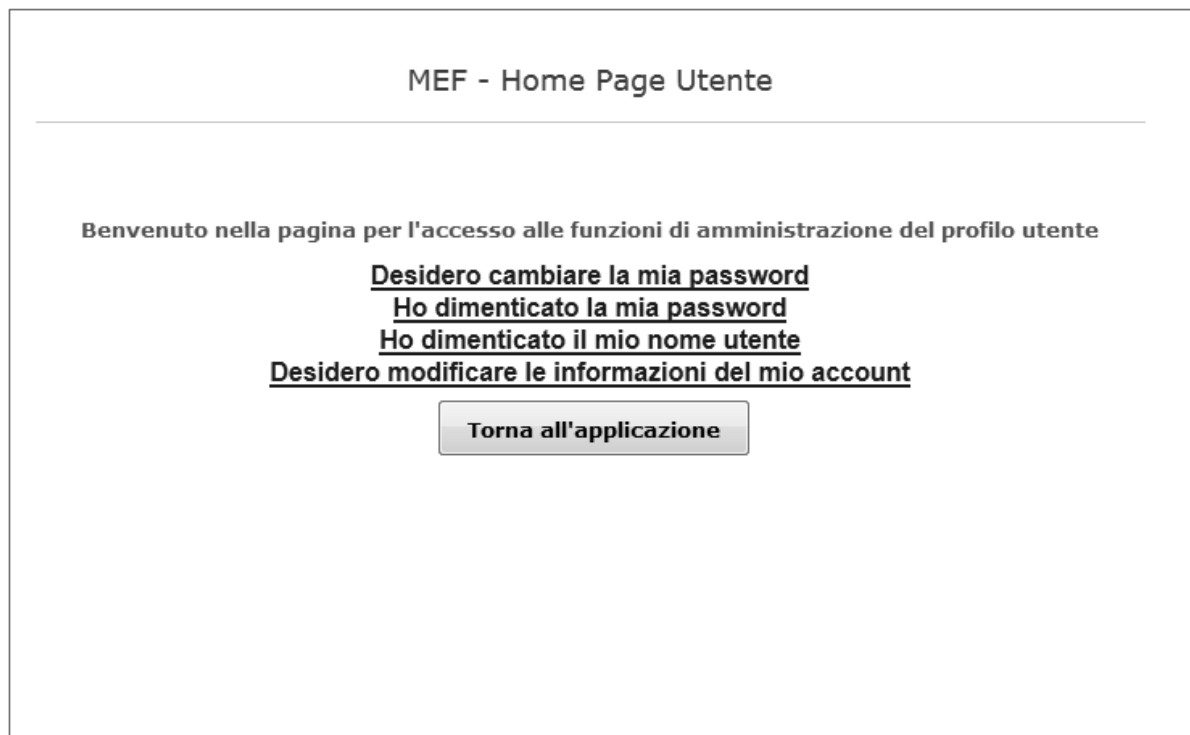 MEF - Home Page Utente
Benvenuto nella pagina per l'accesso alle funzioni di amministrazione del profilo utente
Desidero cambiare la mia password
Ho dimenticato la mia password
Ho dimenticato il mio nome utente
Desidero modificare le informazioni del mio account
Torna all'applicazione